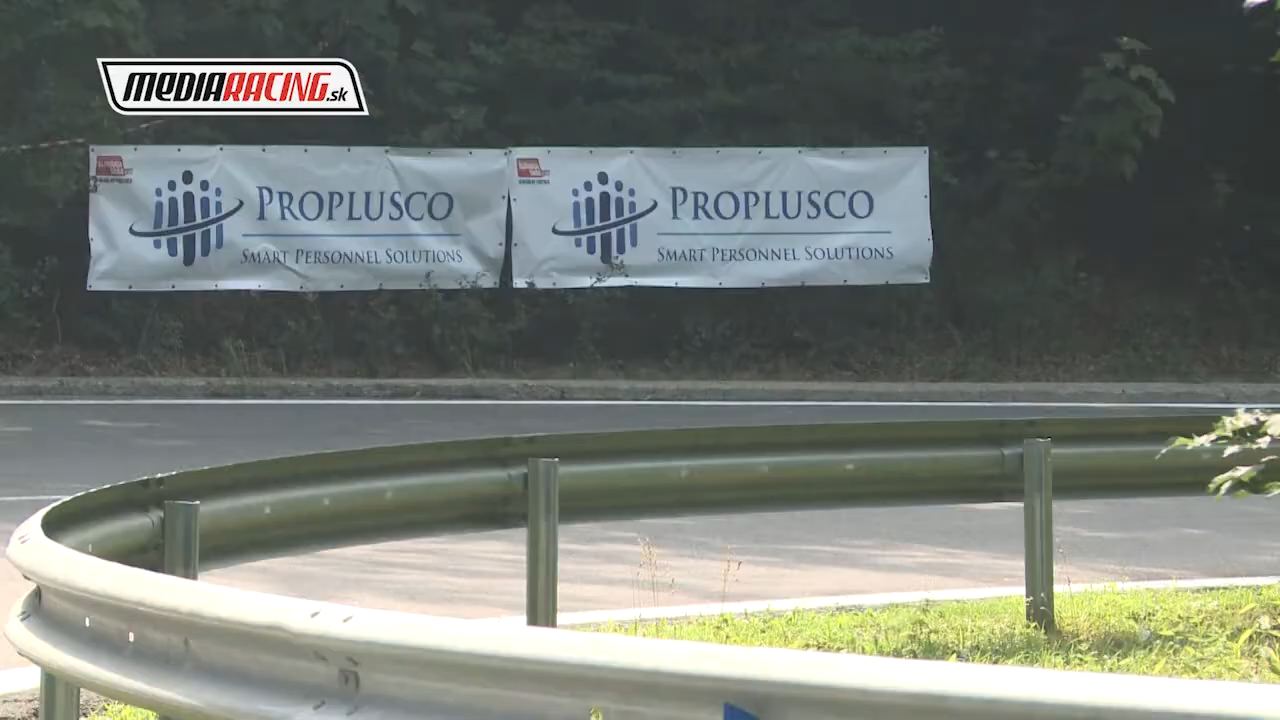 MEDIARACING.sk
PROPLUSCO
SMART PERSONNEL SOLUTIONS
PROPLUSCO
SMART PERSONNEL SOLUTIONS